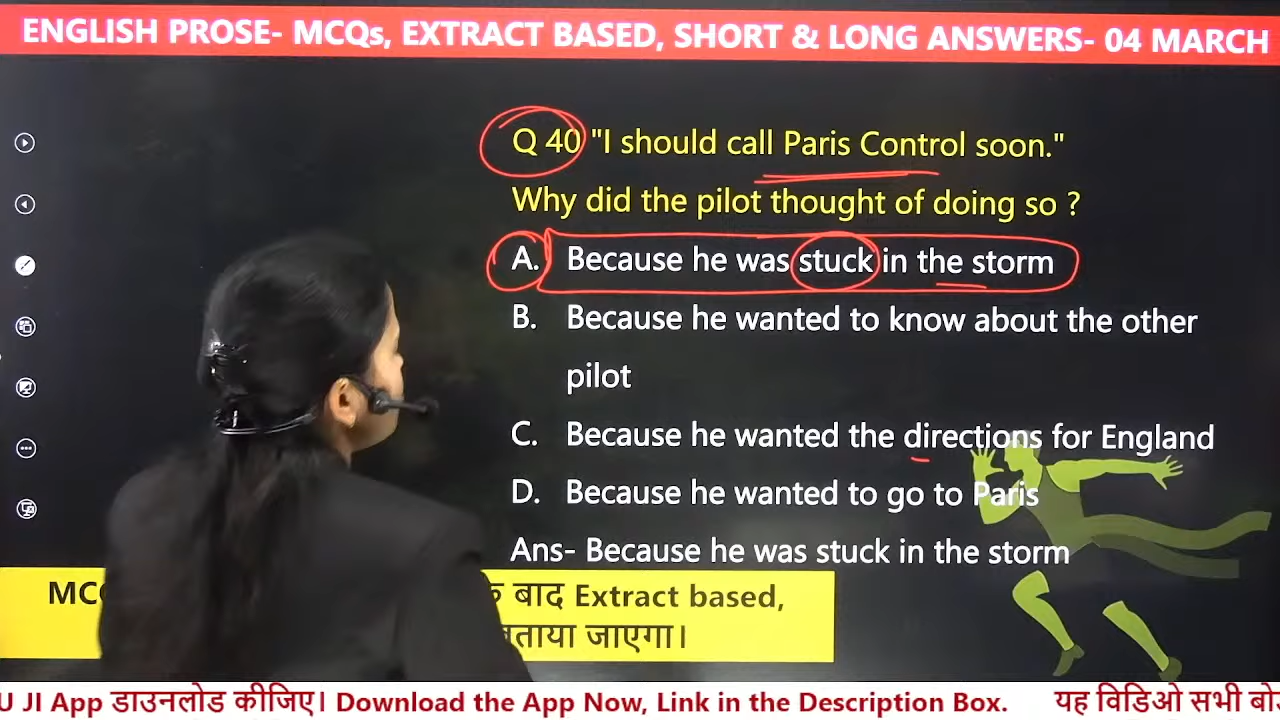 ENGLISH PROSE- MCQs, EXTRACT BASED, SHORT & LONG ANSWERS- 04 MARCH
Q 40 "I should call Paris Control soon."
Why did the pilot thought of doing so ?
A. Because he was stuck in the storm
B. Because he wanted to know about the other
pilot
C. Because he wanted the directions for England
D. Because he wanted to go to Paris
Ans- Because he was stuck in the storm
बाद Extract based,
जाएगा।
JI App डाउनलोड कीजिए। Download the App Now, Link in the Description Box. यह विडिओ सभी